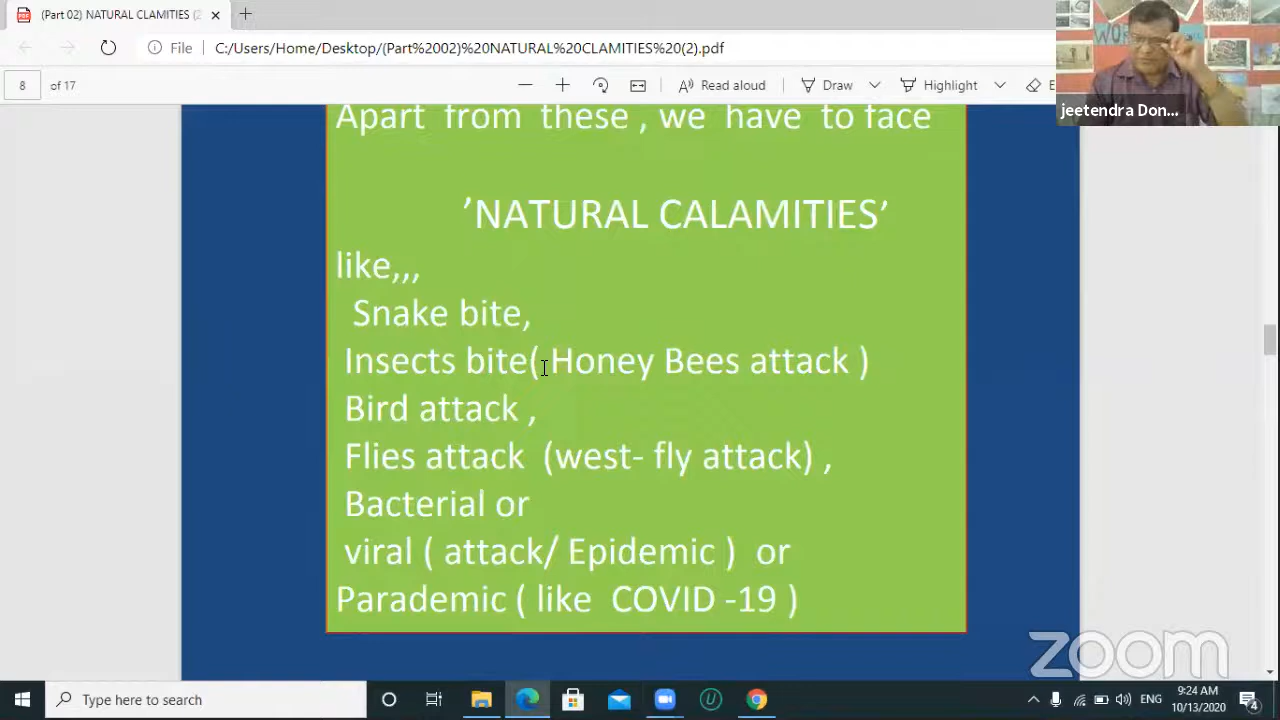 (Part 02) NATURAL CALAMITIES (2
File C:/Users/Home/Desktop/(Part%2002)%20NATURAL%20CLAMITIES%20(2).pdf
8 of 17 Read aloud Draw Highlight E
jeetendra Don...
Apart from these , we have to face
’NATURAL CALAMITIES’
like,,,
Snake bite,
Insects bite( Honey Bees attack )
Bird attack ,
Flies attack (west- fly attack) ,
Bacterial or
viral ( attack/ Epidemic ) or
Parademic ( like COVID -19 )
zoom
Type here to search
ENG
9:24 AM
10/13/2020
4